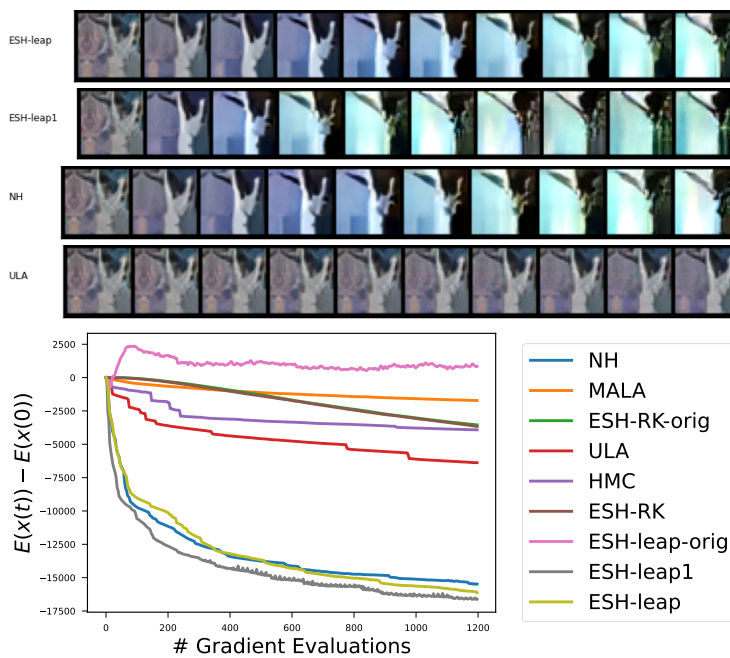 ESH-leap
ESH-leap1
NH
ULA
2500
0
−2500
−5000
−7500
−10000
−12500
−15000
−17500
E(x(t)) − E(x(0))
0
200
400
600
800
1000
1200
# Gradient Evaluations
NH
MALA
ESH-RK-orig
ULA
HMC
ESH-RK
ESH-leap-orig
ESH-leap1
ESH-leap